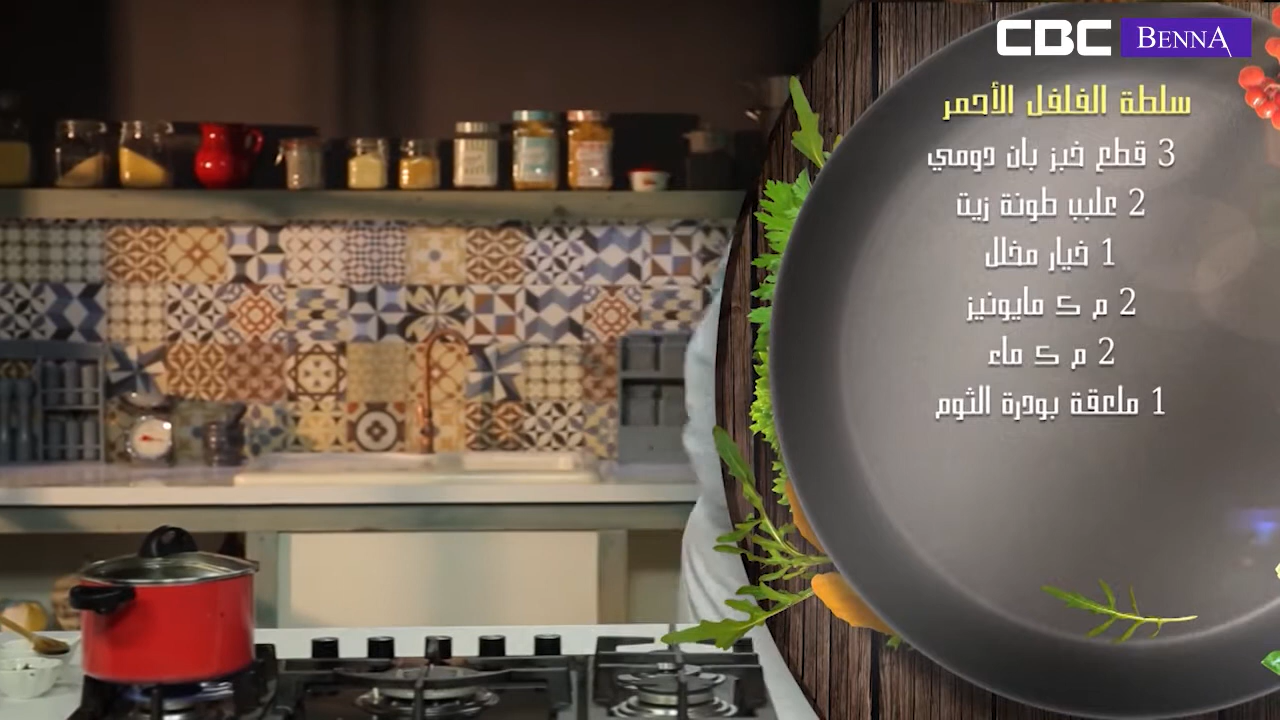 CBC BENNA
سلطة الفلفل الأحمر
3 قطع خبز بان دومي
2 علب طونة زيت
1 خيار مخلل
2 م ك مايونيز
2 م ك ماء
1 ملعقة بودرة الثوم